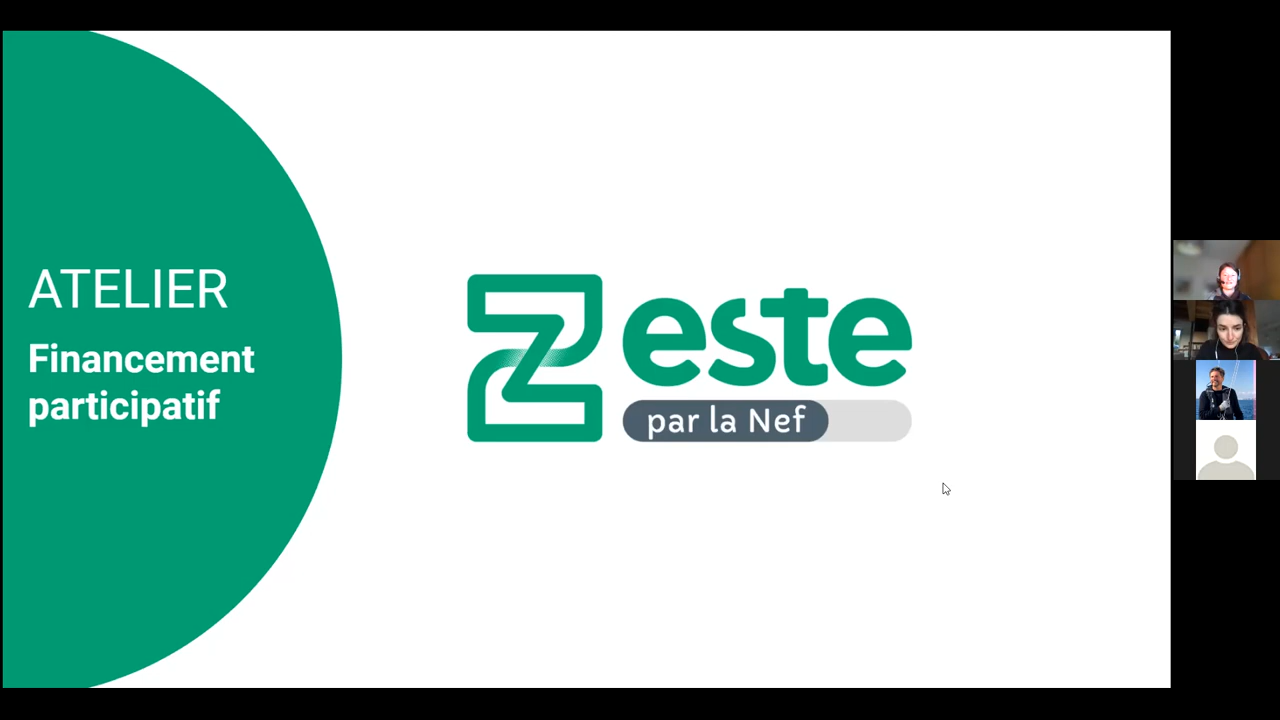 ATELIER
Financement
participatif
Zeste
par la Nef